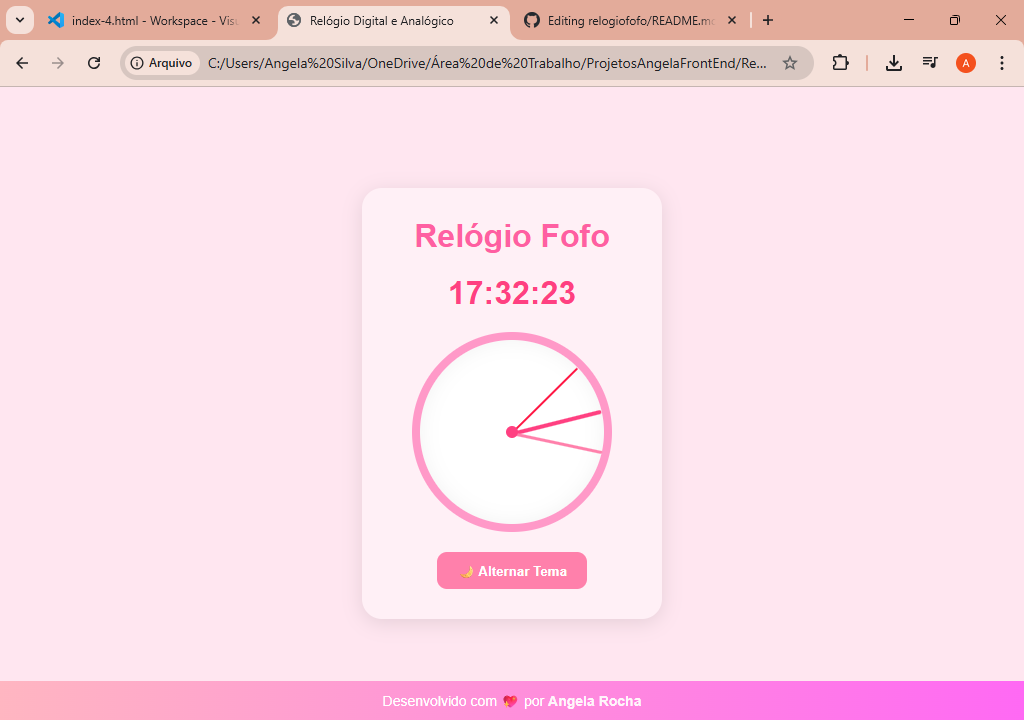 index-4.html - Workspace - Visu
Relógio Digital e Analógico
Editing relogiofofo/README.md
Arquivo
C:/Users/Angela%20Silva/OneDrive/Área%20de%20Trabalho/ProjetosAngelaFrontEnd/Re...
A
Relógio Fofo
17:32:23
🌙 Alternar Tema
Desenvolvido com 💖 por Angela Rocha